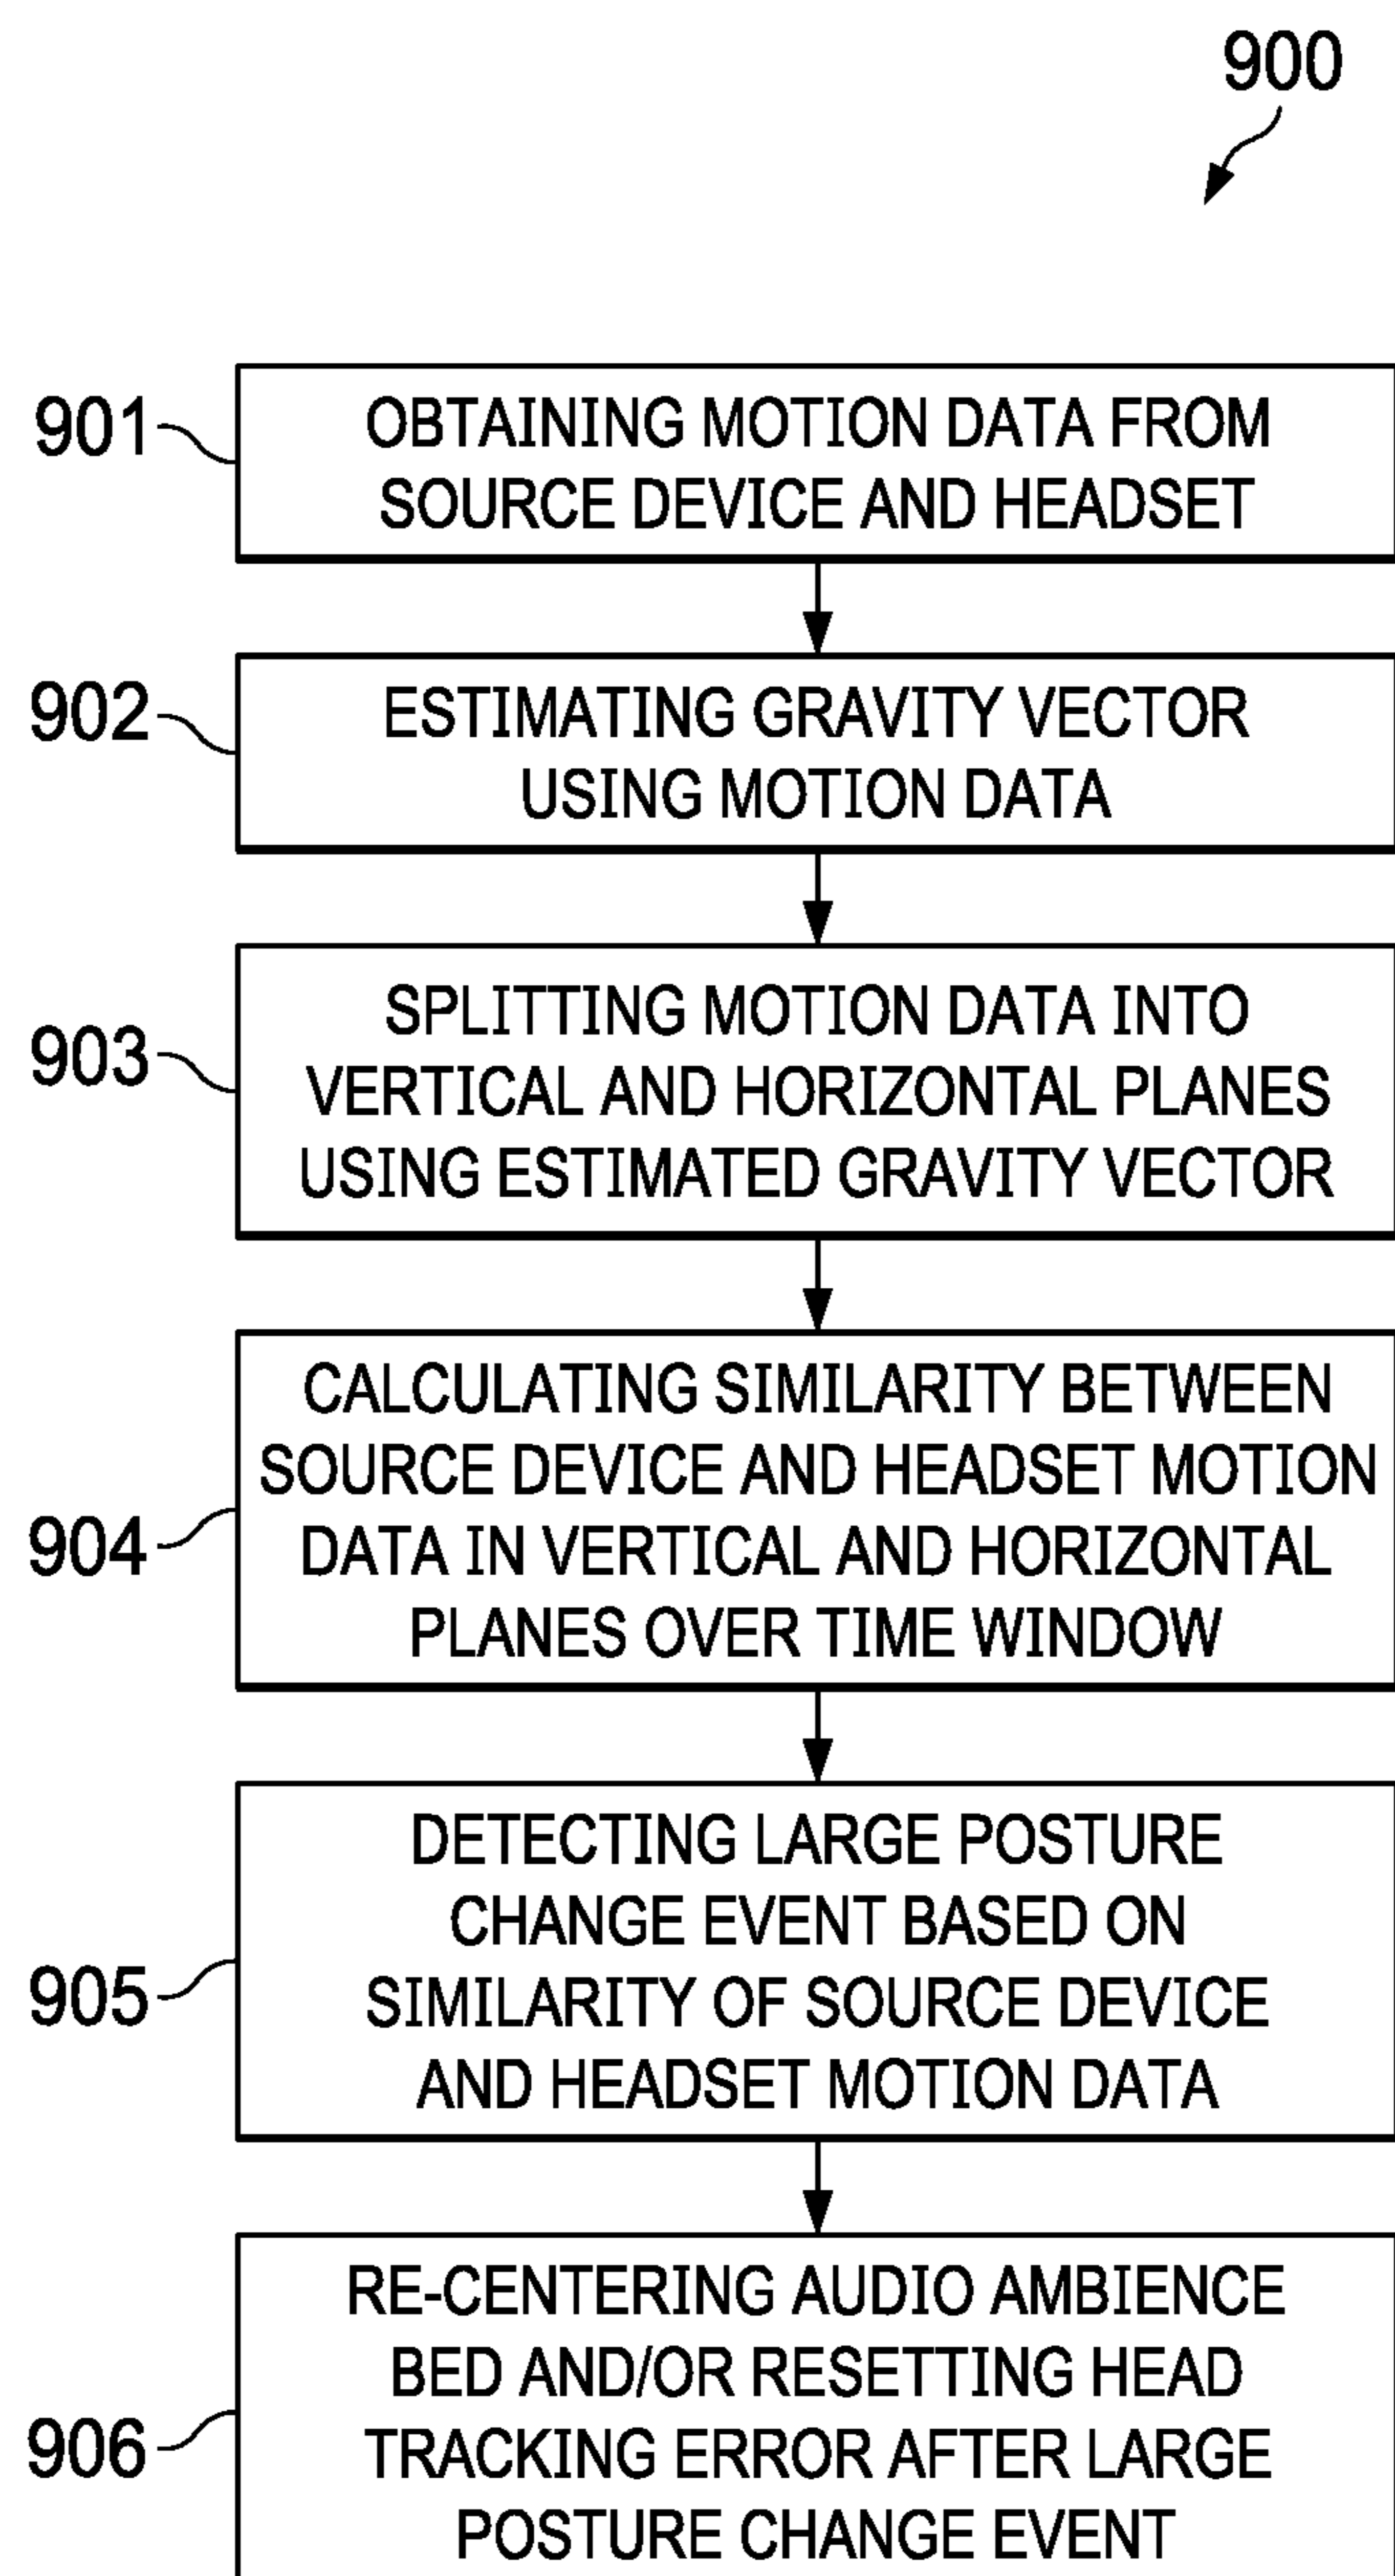 900
901
OBTAINING MOTION DATA FROM
SOURCE DEVICE AND HEADSET
902
ESTIMATING GRAVITY VECTOR
USING MOTION DATA
903
SPLITTING MOTION DATA INTO
VERTICAL AND HORIZONTAL PLANES
USING ESTIMATED GRAVITY VECTOR
904
CALCULATING SIMILARITY BETWEEN
SOURCE DEVICE AND HEADSET MOTION
DATA IN VERTICAL AND HORIZONTAL
PLANES OVER TIME WINDOW
905
DETECTING LARGE POSTURE
CHANGE EVENT BASED ON
SIMILARITY OF SOURCE DEVICE
AND HEADSET MOTION DATA
906
RE-CENTERING AUDIO AMBIENCE
BED AND/OR RESETTING HEAD
TRACKING ERROR AFTER LARGE
POSTURE CHANGE EVENT